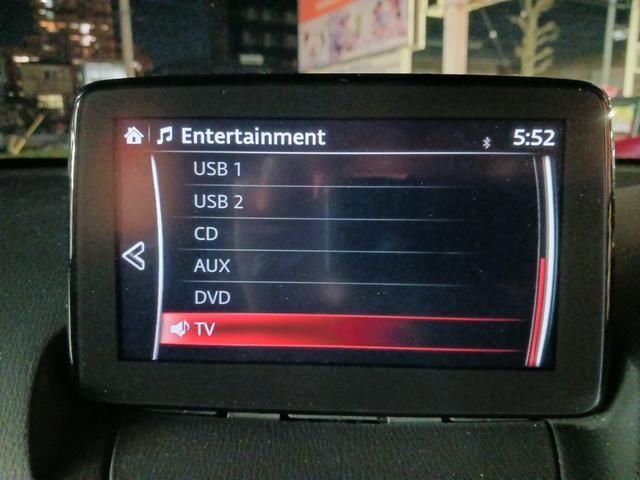 Entertainment 5:52
USB 1
USB 2
CD
AUX
DVD
TV